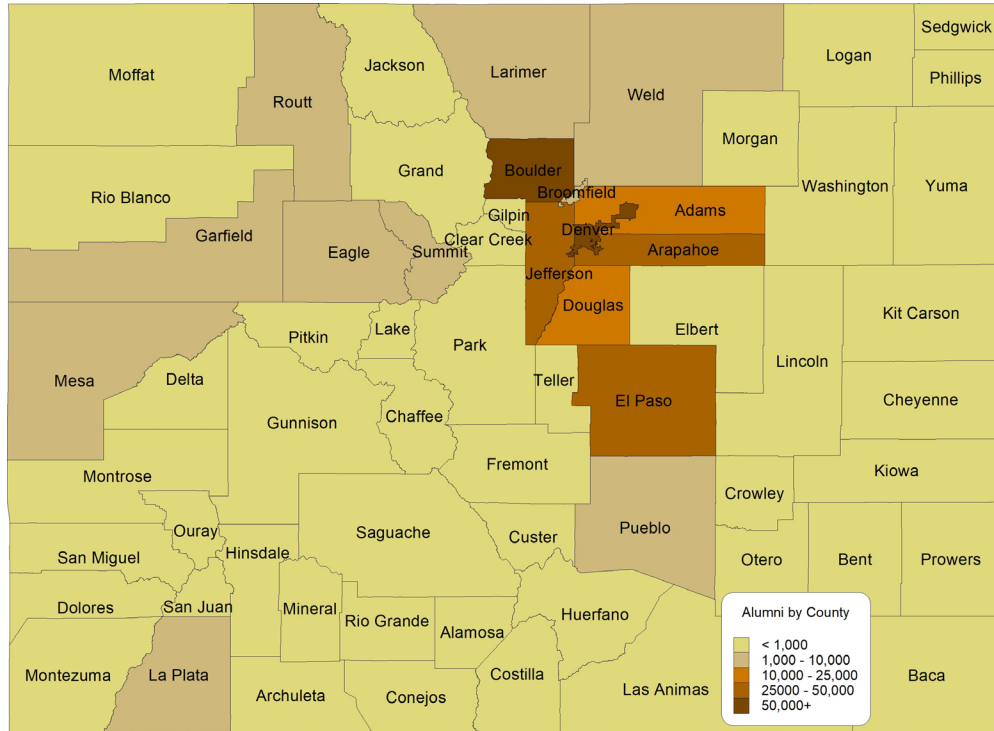 Sedgwick
Logan
Jackson
Moffat
Larimer
Phillips
Routt
Weld
Morgan
Boulder
Grand
Washington
Yuma
Broomfield
Rio Blanco
Adams
Gilpin
Denver
Garfield
Clear Creek
Eagle
Summit
Arapahoe
Jefferson
Douglas
Kit Carson
Lake
Elbert
Pitkin
Park
Lincoln
Mesa
Delta
Teller
El Paso
Cheyenne
Chaffee
Gunnison
Fremont
Kiowa
Montrose
Crowley
Pueblo
Ouray
Saguache
Custer
Hinsdale
San Miguel
Otero
Bent
Prowers
Dolores
San Juan
Mineral
Rio Grande
Huerfano
Alamosa
Montezuma
La Plata
Costilla
Archuleta
Conejos
Las Animas
Baca
Alumni by County
< 1,000
1,000 - 10,000
10,000 - 25,000
25000 - 50,000
50,000+